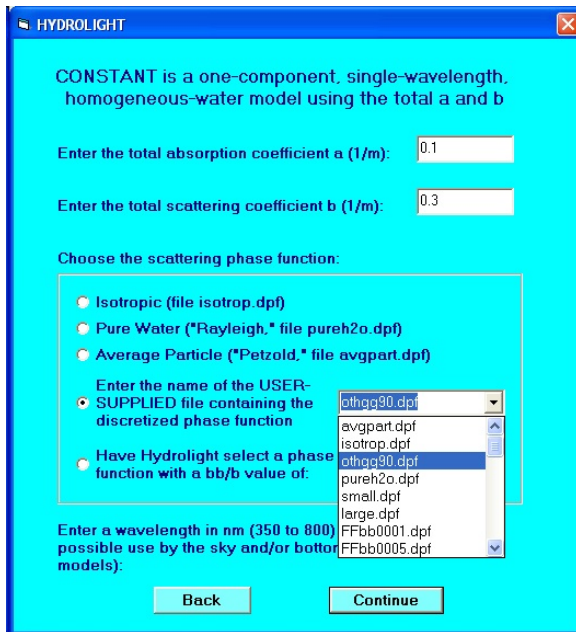 HYDROLIGHT
CONSTANT is a one-component, single-wavelength,
homogeneous-water model using the total a and b
Enter the total absorption coefficient a (1/m):
0.1
Enter the total scattering coefficient b (1/m):
0.3
Choose the scattering phase function:
Isotropic (file isotrop.dpf)
Pure Water ("Rayleigh," file pureh2o.dpf)
Average Particle ("Petzold," file avgpart.dpf)
Enter the name of the USER-
SUPPLIED file containing the
discretized phase function
othgg90.dpf
avgpart.dpf
isotrop.dpf
othgg90.dpf
pureh2o.dpf
small.dpf
large.dpf
FFbb0001.dpf
FFbb0005.dpf
Have Hydrolight select a phase
function with a bb/b value of:
Enter a wavelength in nm (350 to 800)
possible use by the sky and/or
models):
Back
Continue